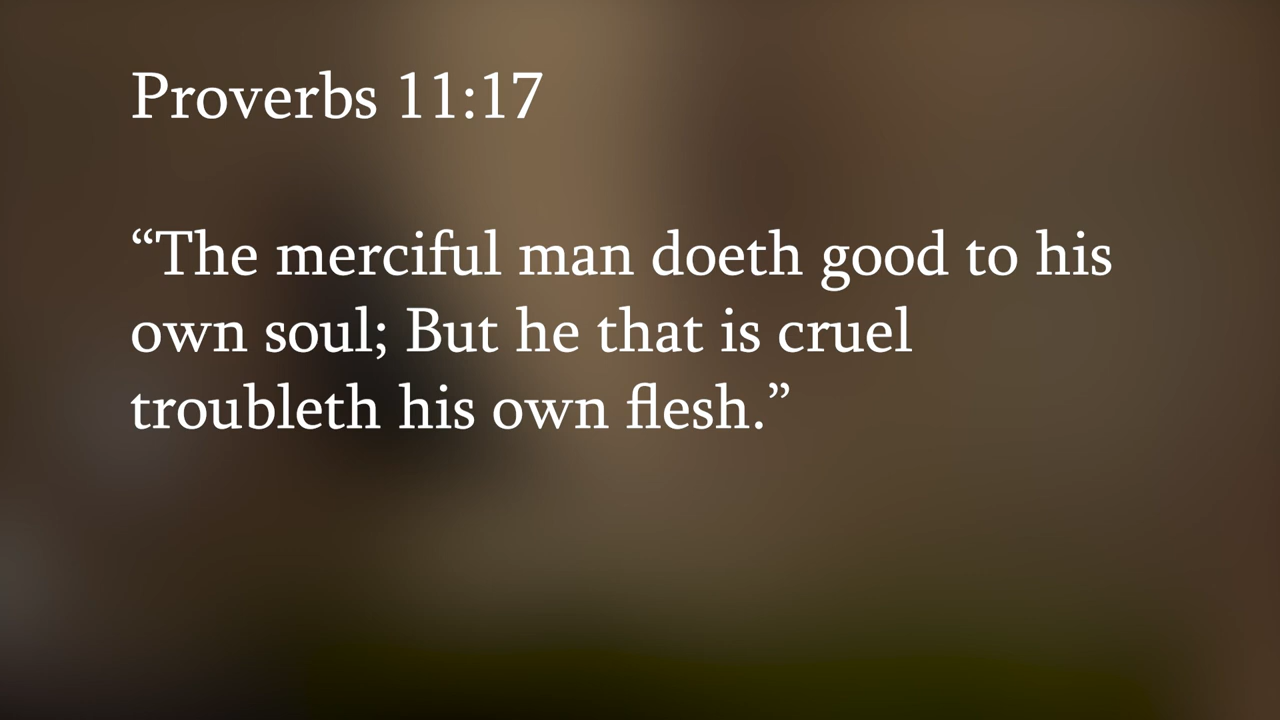 Proverbs 11:17
“The merciful man doeth good to his
own soul; But he that is cruel
troubleth his own flesh.”